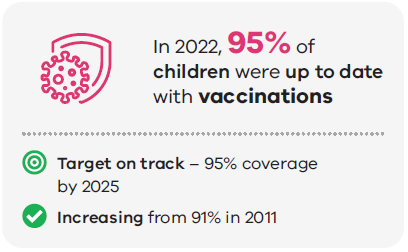 In 2022, 95% of
children were up to date
with vaccinations
Target on track – 95% coverage
by 2025
Increasing from 91% in 2011